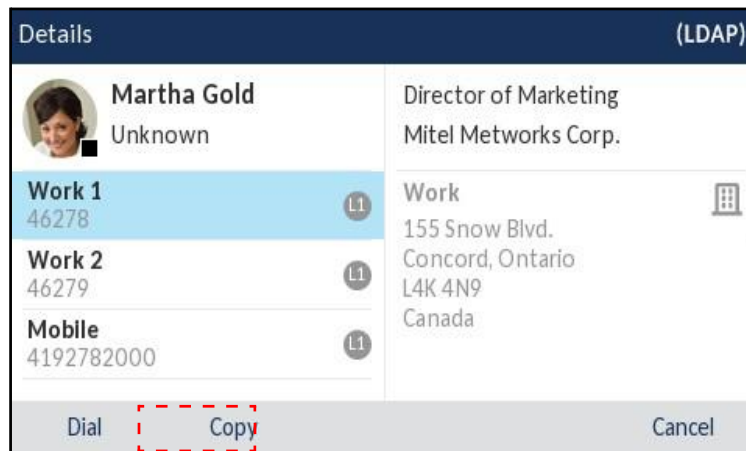 Details
(LDAP)
Martha Gold
Unknown
Director of Marketing
Mitel Metworks Corp.
Work 1
46278
L1
Work 2
46279
L1
Mobile
4192782000
L1
Work
155 Snow Blvd.
Concord, Ontario
L4K 4N9
Canada
Dial
Copy
Cancel